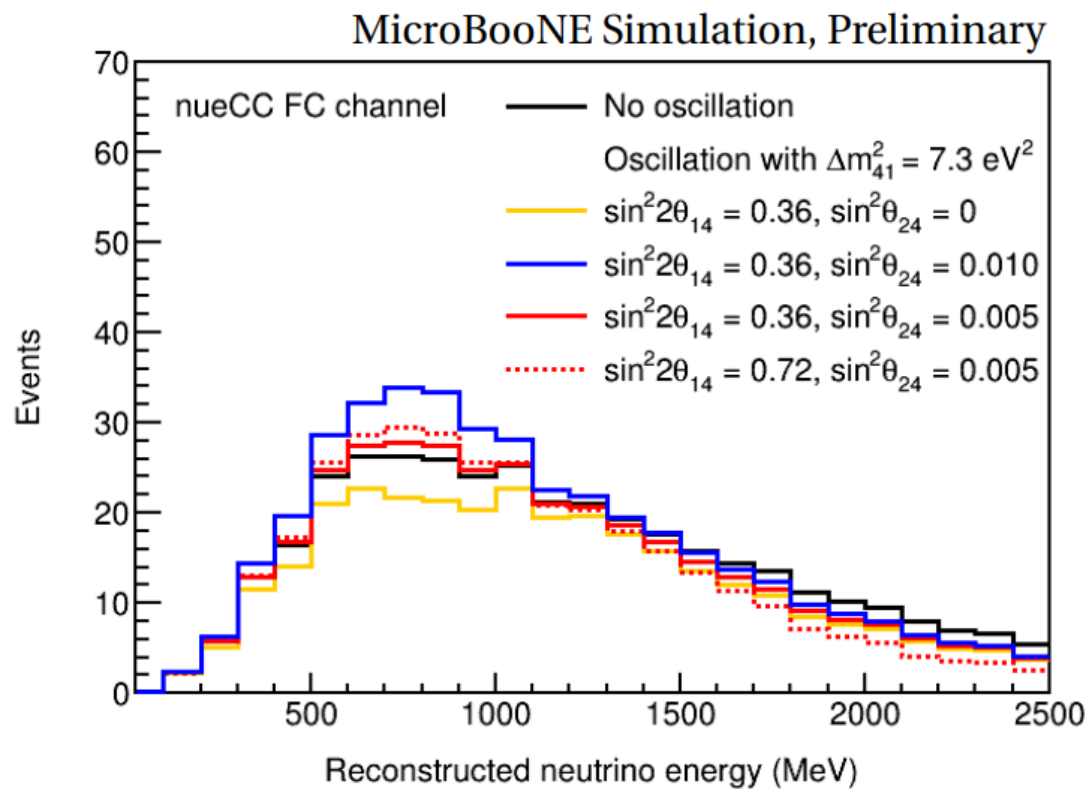 MicroBooNE Simulation, Preliminary
70
60
50
40
30
20
10
0
Events
nueCC FC channel
No oscillation
Oscillation with Δm²₄₁ = 7.3 eV²
sin²2θ₁₄ = 0.36, sin²θ₂₄ = 0
sin²2θ₁₄ = 0.36, sin²θ₂₄ = 0.010
sin²2θ₁₄ = 0.36, sin²θ₂₄ = 0.005
sin²2θ₁₄ = 0.72, sin²θ₂₄ = 0.005
500 1000 1500 2000 2500
Reconstructed neutrino energy (MeV)